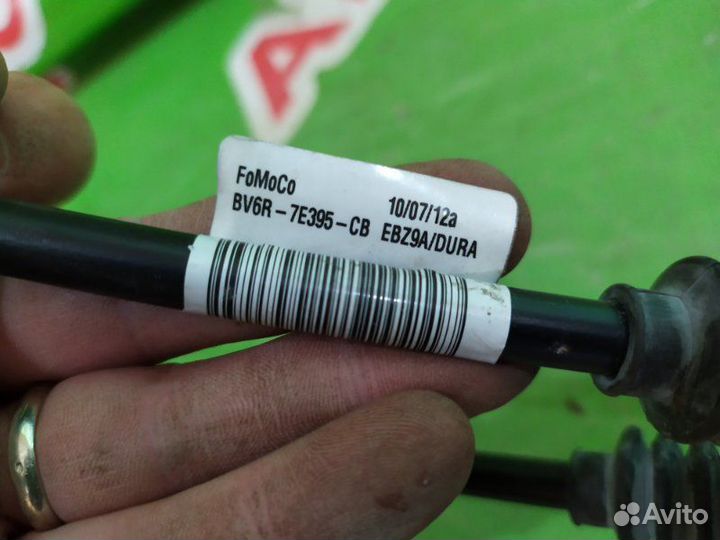 FoMoCo
10/07/12a
BV6R-7E395-CB EBZ9A/DURA
Avito